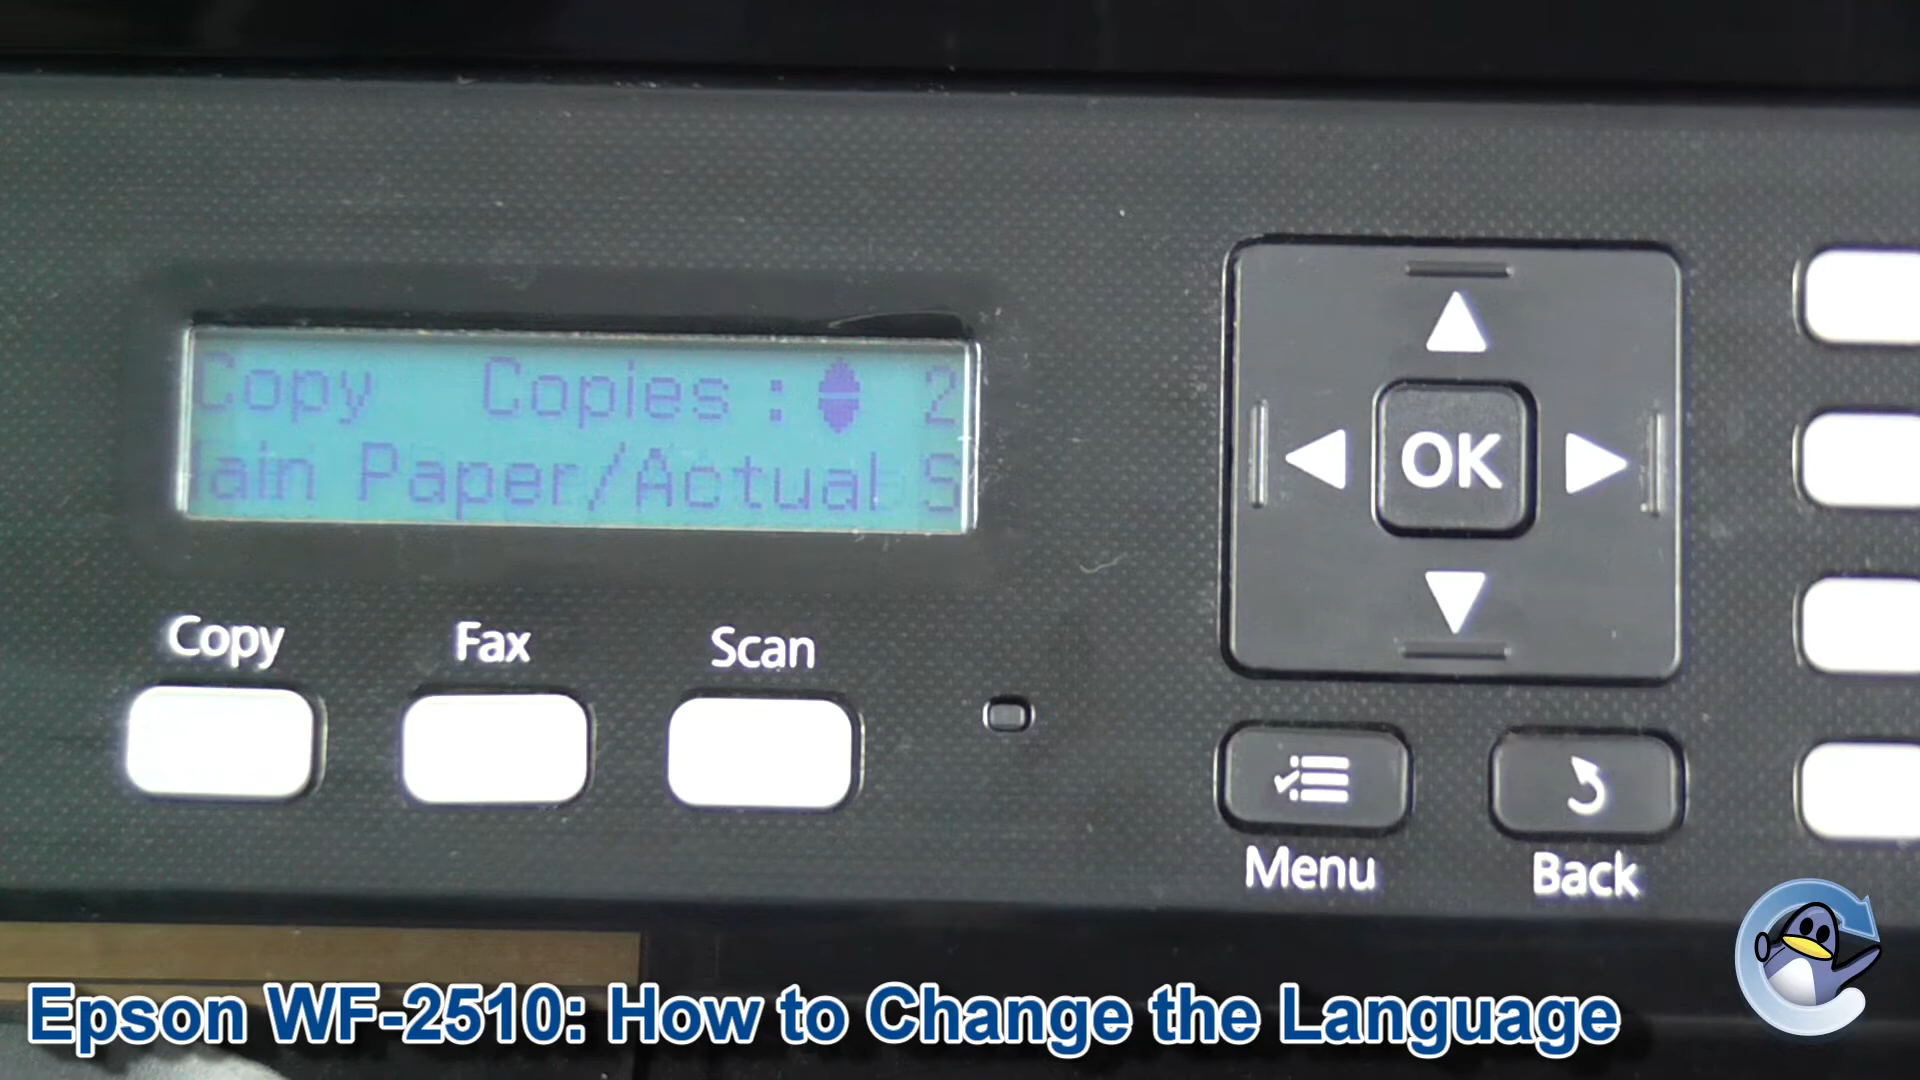 Copy Copies : 2
ain Paper/Actual S
Copy Fax Scan
OK
Menu Back
Epson WF-2510: How to Change the Language